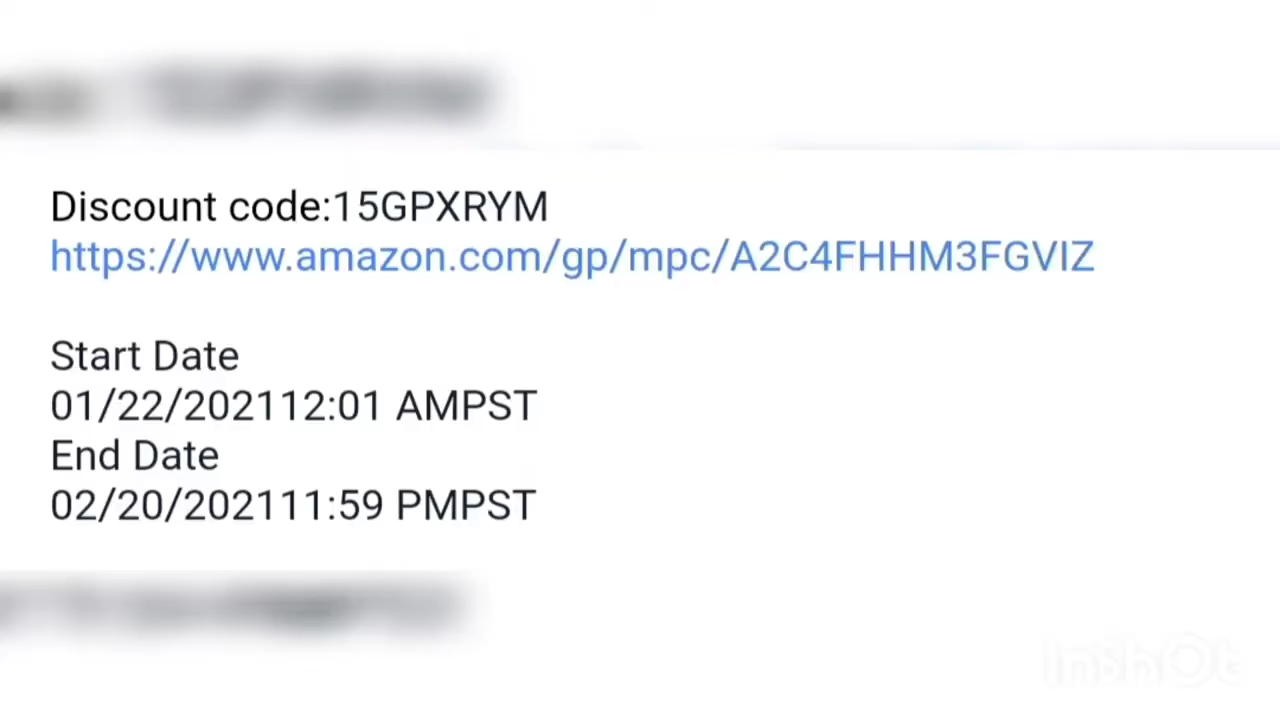 Discount code:15GPXRYM
https://www.amazon.com/gp/mpc/A2C4FHHM3FGVIZ
Start Date
01/22/202112:01 AMPST
End Date
02/20/202111:59 PMPST
InShOt